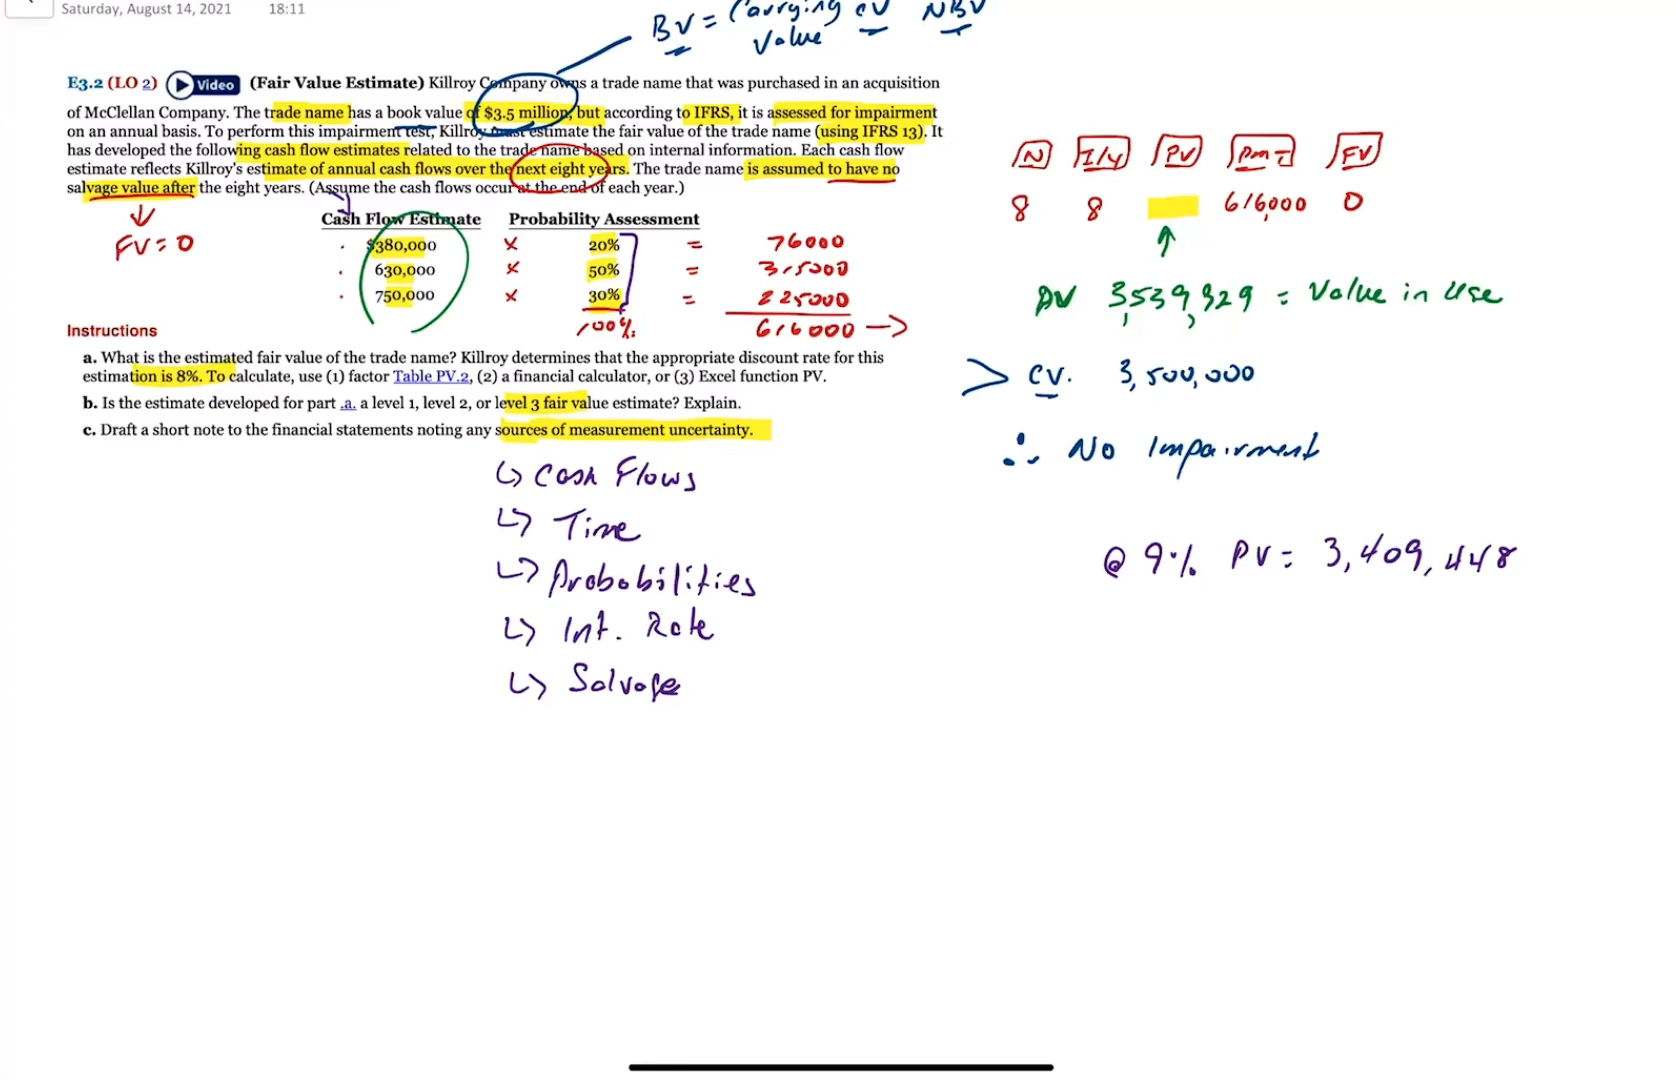 Saturday, August 14, 2021 18:11
BV = Carrying Value CV NBV
E3.2 (LO 2) Video (Fair Value Estimate) Killroy Company owns a trade name that was purchased in an acquisition
of McClellan Company. The trade name has a book value of $3.5 million, but according to IFRS, it is assessed for impairment
on an annual basis. To perform this impairment test, Killroy must estimate the fair value of the trade name (using IFRS 13). It
has developed the following cash flow estimates related to the trade name based on internal information. Each cash flow
estimate reflects Killroy's estimate of annual cash flows over the next eight years. The trade name is assumed to have no
salvage value after the eight years. (Assume the cash flows occur at the end of each year.)
FV = 0
Cash Flow Estimate Probability Assessment
$380,000 × 20% = 76000
630,000 × 50% = 315000
750,000 × 30% = 225000
100% 616000 →
Instructions
a. What is the estimated fair value of the trade name? Killroy determines that the appropriate discount rate for this
estimation is 8%. To calculate, use (1) factor Table PV.2, (2) a financial calculator, or (3) Excel function PV.
b. Is the estimate developed for part .a. a level 1, level 2, or level 3 fair value estimate? Explain.
c. Draft a short note to the financial statements noting any sources of measurement uncertainty.
↳ Cash Flows
↳ Time
↳ Probabilities
↳ Int. Rate
↳ Salvage
N I/Y PV Pmt FV
8 8 616,000 0
PV 3,539,929 = Value in Use
> CV. 3,500,000
∴ No Impairment
@ 9% PV = 3,409,448